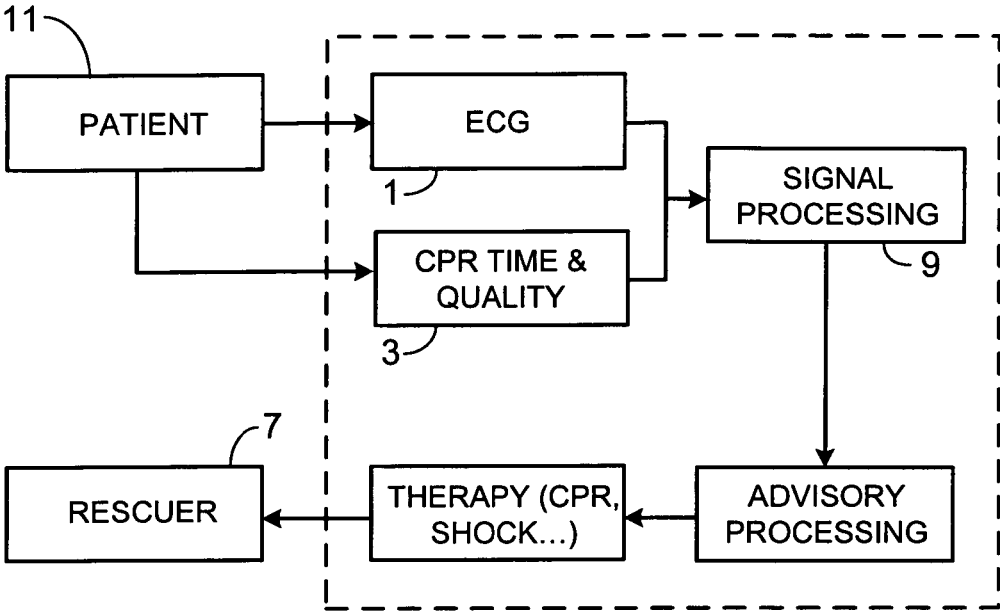 11
PATIENT
ECG
1
SIGNAL
PROCESSING
9
CPR TIME &
QUALITY
3
7
RESCUER
THERAPY (CPR,
SHOCK...)
ADVISORY
PROCESSING